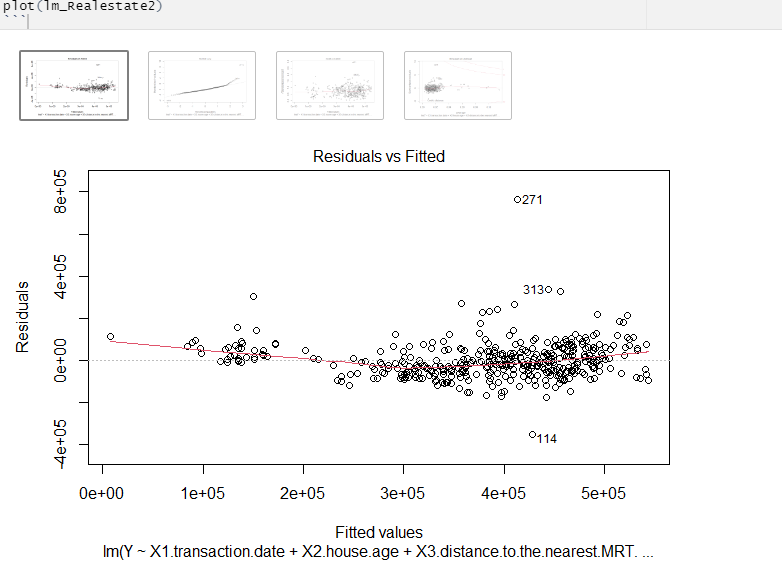 plot(lm_Realestate2)
```
Residuals vs Fitted
8e+05
4e+05
0e+00
-4e+05
Residuals
271
313
114
0e+00 1e+05 2e+05 3e+05 4e+05 5e+05
Fitted values
lm(Y ~ X1.transaction.date + X2.house.age + X3.distance.to.the.nearest.MRT. ...